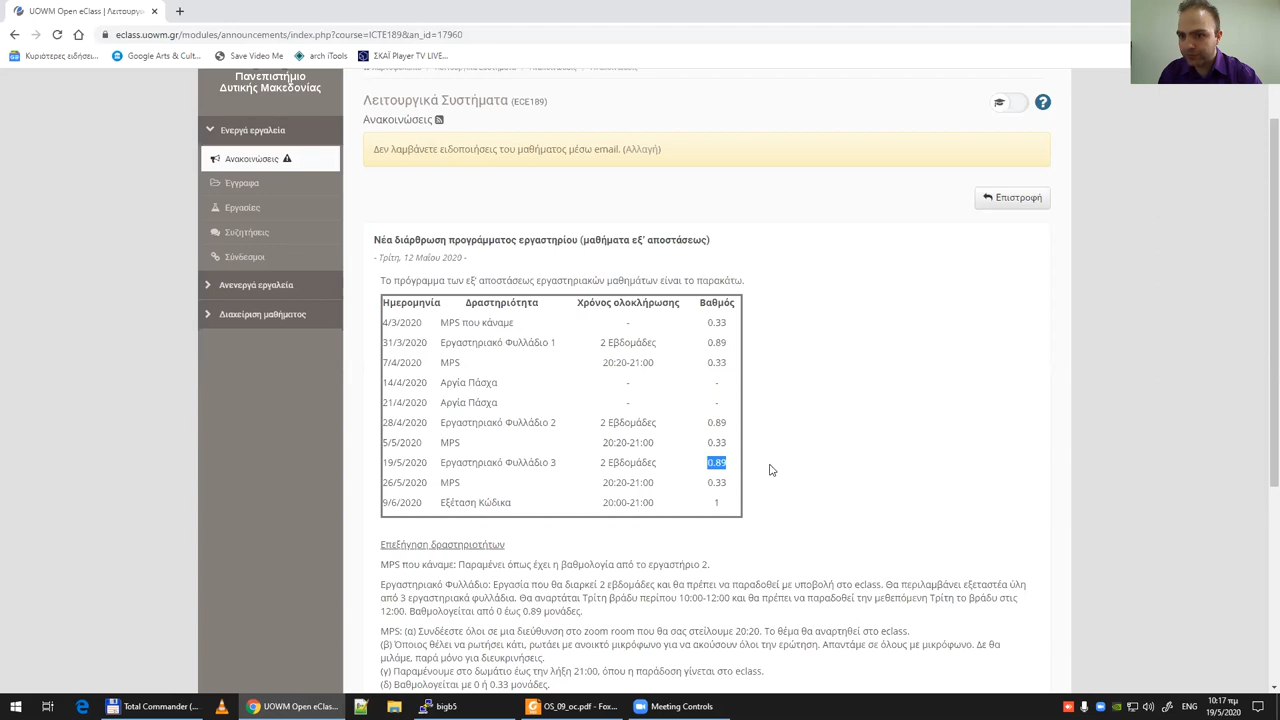 UOWM Open eClass | Λειτουργικ
eclass.uowm.gr/modules/announcements/index.php?course=ICTE189&an_id=17960
Κυριότερες ειδήσει...
Google Arts & Cult...
Save Video Me
arch iTools
ΣΚΑΪ Player TV LIVE...
Πανεπιστήμιο
Δυτικής Μακεδονίας
Ενεργά εργαλεία
Ανακοινώσεις
Έγγραφα
Εργασίες
Συζητήσεις
Σύνδεσμοι
Ανενεργά εργαλεία
Διαχείριση μαθήματος
Λειτουργικά Συστήματα (ECE189)
Ανακοινώσεις
Δεν λαμβάνετε ειδοποιήσεις του μαθήματος μέσω email. (Αλλαγή)
Επιστροφή
Νέα διάρθρωση προγράμματος εργαστηρίου (μαθήματα εξ' αποστάσεως)
- Τρίτη, 12 Μαΐου 2020 -
Το πρόγραμμα των εξ' αποστάσεως εργαστηριακών μαθημάτων είναι το παρακάτω.
Ημερομηνία Δραστηριότητα Χρόνος ολοκλήρωσης Βαθμός
4/3/2020 MPS που κάναμε - 0.33
31/3/2020 Εργαστηριακό Φυλλάδιο 1 2 Εβδομάδες 0.89
7/4/2020 MPS 20:20-21:00 0.33
14/4/2020 Αργία Πάσχα - -
21/4/2020 Αργία Πάσχα - -
28/4/2020 Εργαστηριακό Φυλλάδιο 2 2 Εβδομάδες 0.89
5/5/2020 MPS 20:20-21:00 0.33
19/5/2020 Εργαστηριακό Φυλλάδιο 3 2 Εβδομάδες 0.89
26/5/2020 MPS 20:20-21:00 0.33
9/6/2020 Εξέταση Κώδικα 20:00-21:00 1
Επεξήγηση δραστηριοτήτων
MPS που κάναμε: Παραμένει όπως έχει η βαθμολογία από το εργαστήριο 2.
Εργαστηριακό Φυλλάδιο: Εργασία που θα διαρκεί 2 εβδομάδες και θα πρέπει να παραδοθεί με υποβολή στο eclass. Θα περιλαμβάνει εξεταστέα ύλη
από 3 εργαστηριακά φυλλάδια. Θα αναρτάται Τρίτη βράδυ περίπου 10:00-12:00 και θα πρέπει να παραδοθεί την μεθεπόμενη Τρίτη το βράδυ στις
12:00. Βαθμολογείται από 0 έως 0.89 μονάδες.
MPS: (α) Συνδέεστε όλοι σε μια διεύθυνση στο zoom room που θα σας στείλουμε 20:20. Το θέμα θα αναρτηθεί στο eclass.
(β) Όποιος θέλει να ρωτήσει κάτι, ρωτάει με ανοικτό μικρόφωνο για να ακούσουν όλοι την ερώτηση. Απαντάμε σε όλους με μικρόφωνο. Δε θα
μιλάμε, παρά μόνο για διευκρινήσεις.
(γ) Παραμένουμε στο δωμάτιο έως την λήξη 21:00, όπου η παράδοση γίνεται στο eclass.
(δ) Βαθμολογείται με 0 ή 0.33 μονάδες.
Total Commander (...
UOWM Open eClas...
bigb5
OS_09_oc.pdf - Fox...
Meeting Controls
ENG
10:17 πμ
19/5/2020